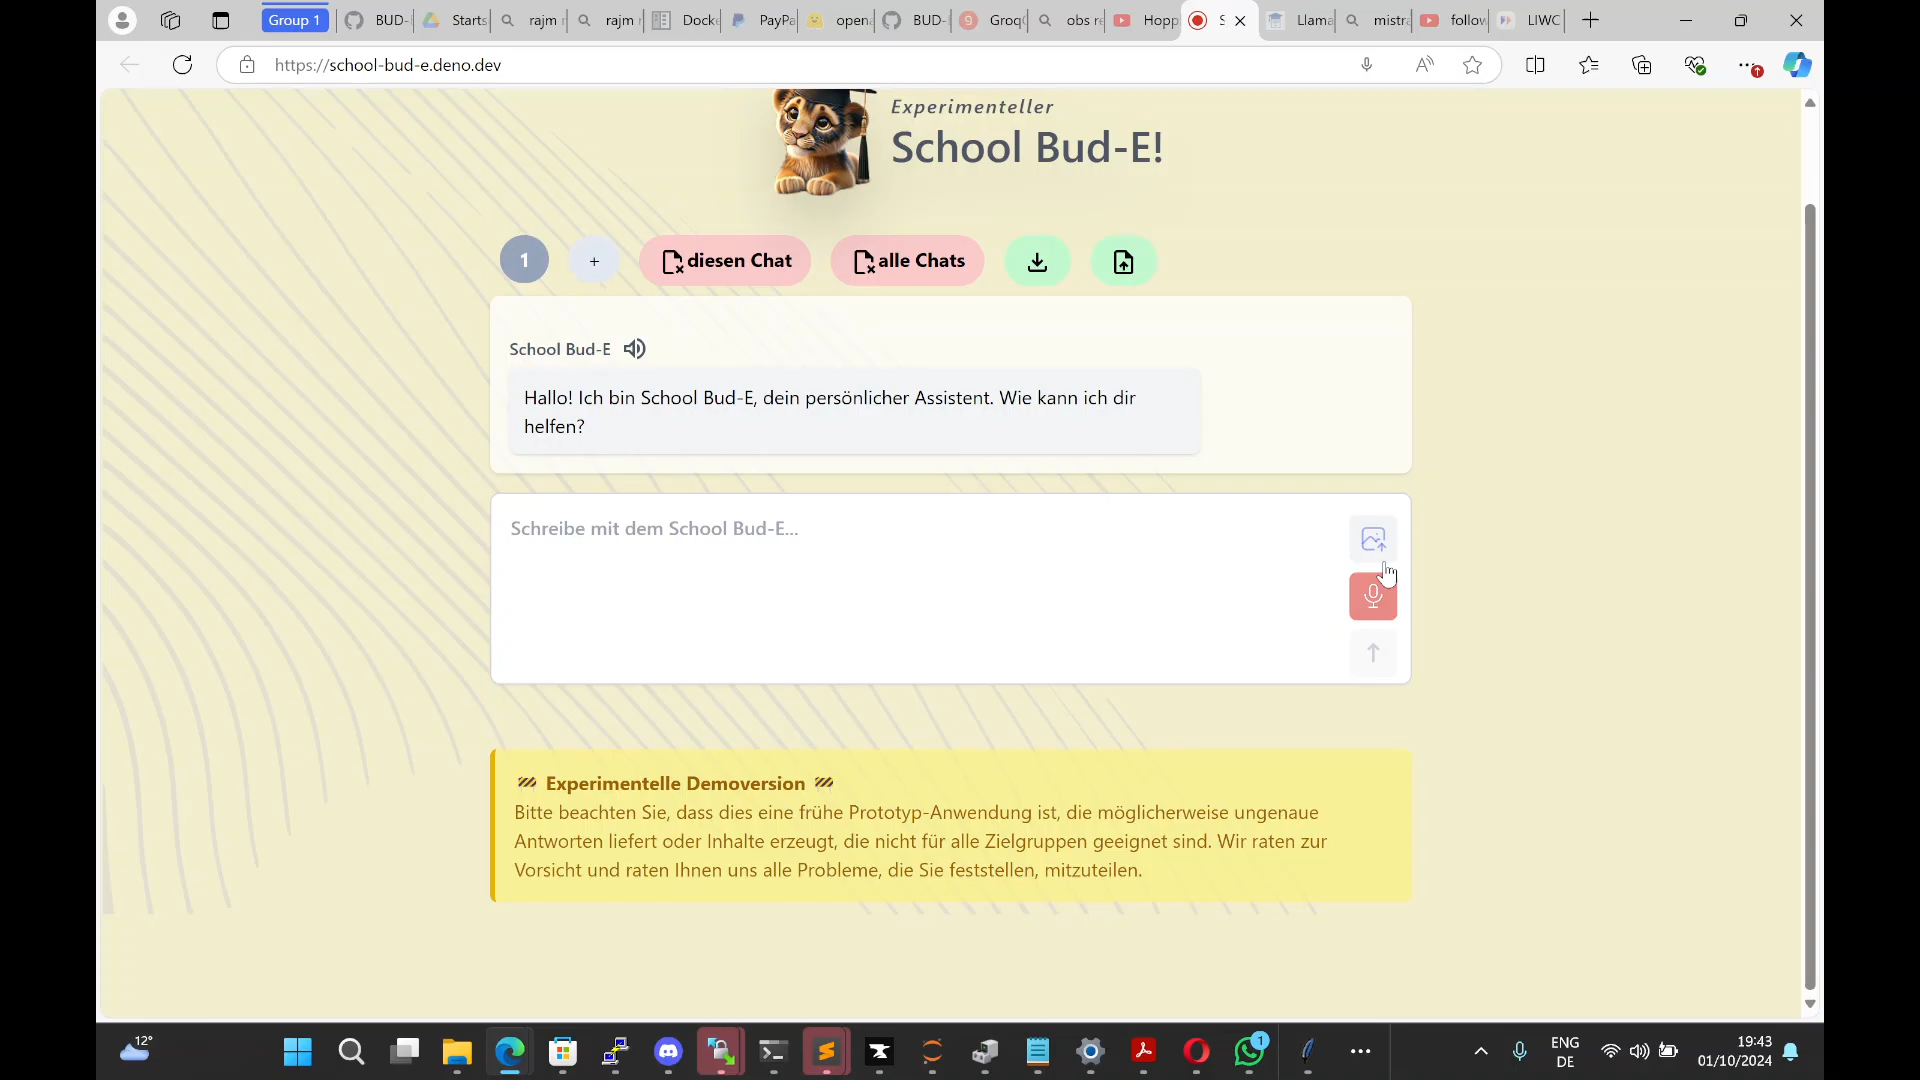 Group 1
BUD-
Starts
rajm
rajm
Docke
PayPa
open
BUD-
Groq
obs re
Hopp
Llama
mistra
follow
LIWC
https://school-bud-e.deno.dev
Experimenteller
School Bud-E!
1
+
diesen Chat
alle Chats
School Bud-E
Hallo! Ich bin School Bud-E, dein persönlicher Assistent. Wie kann ich dir
helfen?
Schreibe mit dem School Bud-E...
Experimentelle Demoversion
Bitte beachten Sie, dass dies eine frühe Prototyp-Anwendung ist, die möglicherweise ungenaue
Antworten liefert oder Inhalte erzeugt, die nicht für alle Zielgruppen geeignet sind. Wir raten zur
Vorsicht und raten Ihnen uns alle Probleme, die Sie feststellen, mitzuteilen.
12°
1
ENG
DE
19:43
01/10/2024